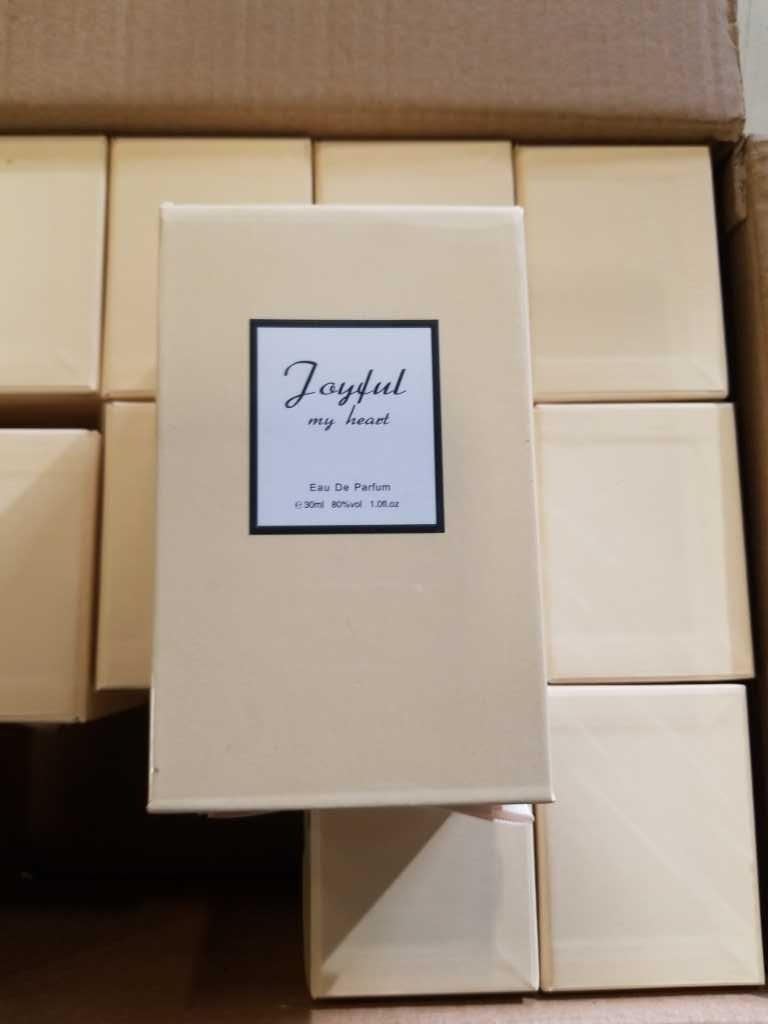 Joyful
my heart
Eau De Parfum
℮30ml 80%vol 1.0fl.oz